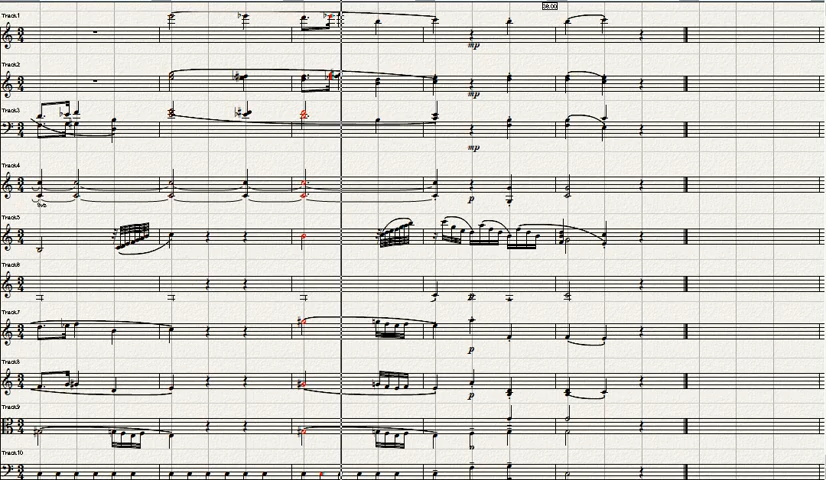 38.00
Track1
mp
Track2
mp
Track3
mp
Track4
p
Track5
Track6
p
Track7
p
Track8
p
Track9
Track10